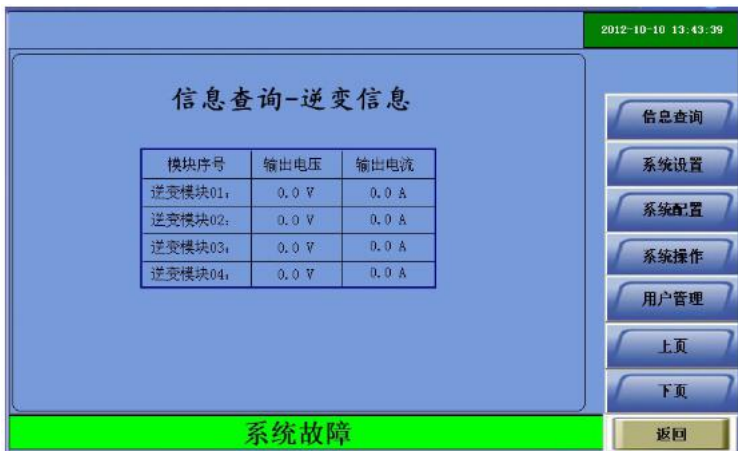 2012-10-10 13:43:39
信息查询-逆变信息
模块序号 输出电压 输出电流
逆变模块01: 0.0 V 0.0 A
逆变模块02: 0.0 V 0.0 A
逆变模块03: 0.0 V 0.0 A
逆变模块04: 0.0 V 0.0 A
信息查询
系统设置
系统配置
系统操作
用户管理
上页
下页
返回
系统故障